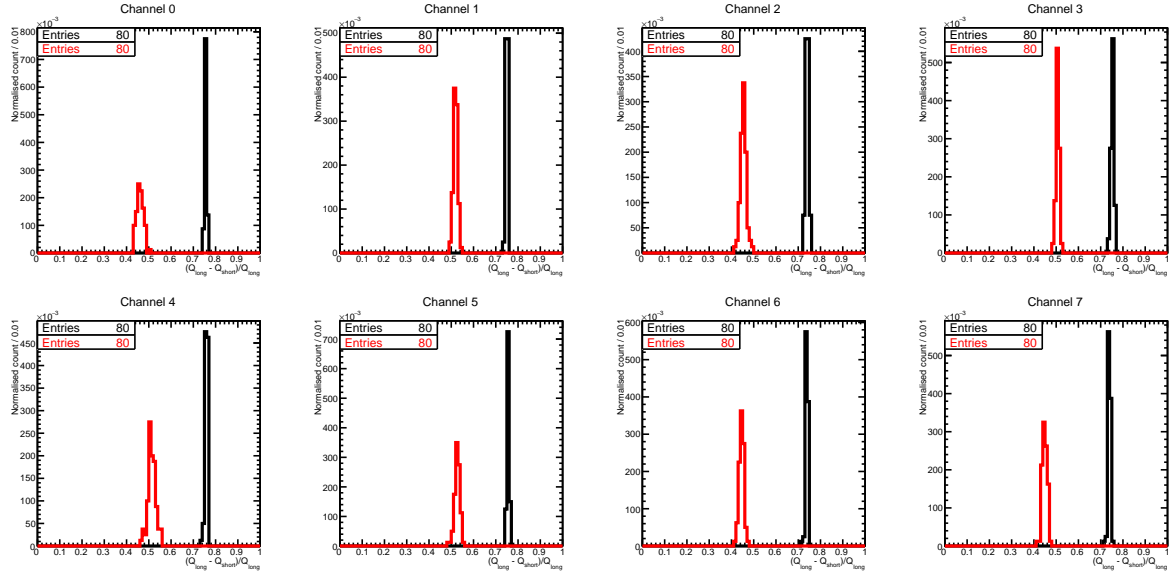 Channel 0
×10⁻³
Normalised count / 0.01
Entries 80
Entries 80
800
700
600
500
400
300
200
100
0
0 0.1 0.2 0.3 0.4 0.5 0.6 0.7 0.8 0.9 1
(Q_long - Q_short)/Q_long
Channel 1
×10⁻³
Normalised count / 0.01
Entries 80
Entries 80
500
400
300
200
100
0
0 0.1 0.2 0.3 0.4 0.5 0.6 0.7 0.8 0.9 1
(Q_long - Q_short)/Q_long
Channel 2
×10⁻³
Normalised count / 0.01
Entries 80
Entries 80
400
350
300
250
200
150
100
50
0
0 0.1 0.2 0.3 0.4 0.5 0.6 0.7 0.8 0.9 1
(Q_long - Q_short)/Q_long
Channel 3
×10⁻³
Normalised count / 0.01
Entries 80
Entries 80
500
400
300
200
100
0
0 0.1 0.2 0.3 0.4 0.5 0.6 0.7 0.8 0.9 1
(Q_long - Q_short)/Q_long
Channel 4
×10⁻³
Normalised count / 0.01
Entries 80
Entries 80
450
400
350
300
250
200
150
100
50
0
0 0.1 0.2 0.3 0.4 0.5 0.6 0.7 0.8 0.9 1
(Q_long - Q_short)/Q_long
Channel 5
×10⁻³
Normalised count / 0.01
Entries 80
Entries 80
700
600
500
400
300
200
100
0
0 0.1 0.2 0.3 0.4 0.5 0.6 0.7 0.8 0.9 1
(Q_long - Q_short)/Q_long
Channel 6
×10⁻³
Normalised count / 0.01
Entries 80
Entries 80
600
500
400
300
200
100
0
0 0.1 0.2 0.3 0.4 0.5 0.6 0.7 0.8 0.9 1
(Q_long - Q_short)/Q_long
Channel 7
×10⁻³
Normalised count / 0.01
Entries 80
Entries 80
500
400
300
200
100
0
0 0.1 0.2 0.3 0.4 0.5 0.6 0.7 0.8 0.9 1
(Q_long - Q_short)/Q_long